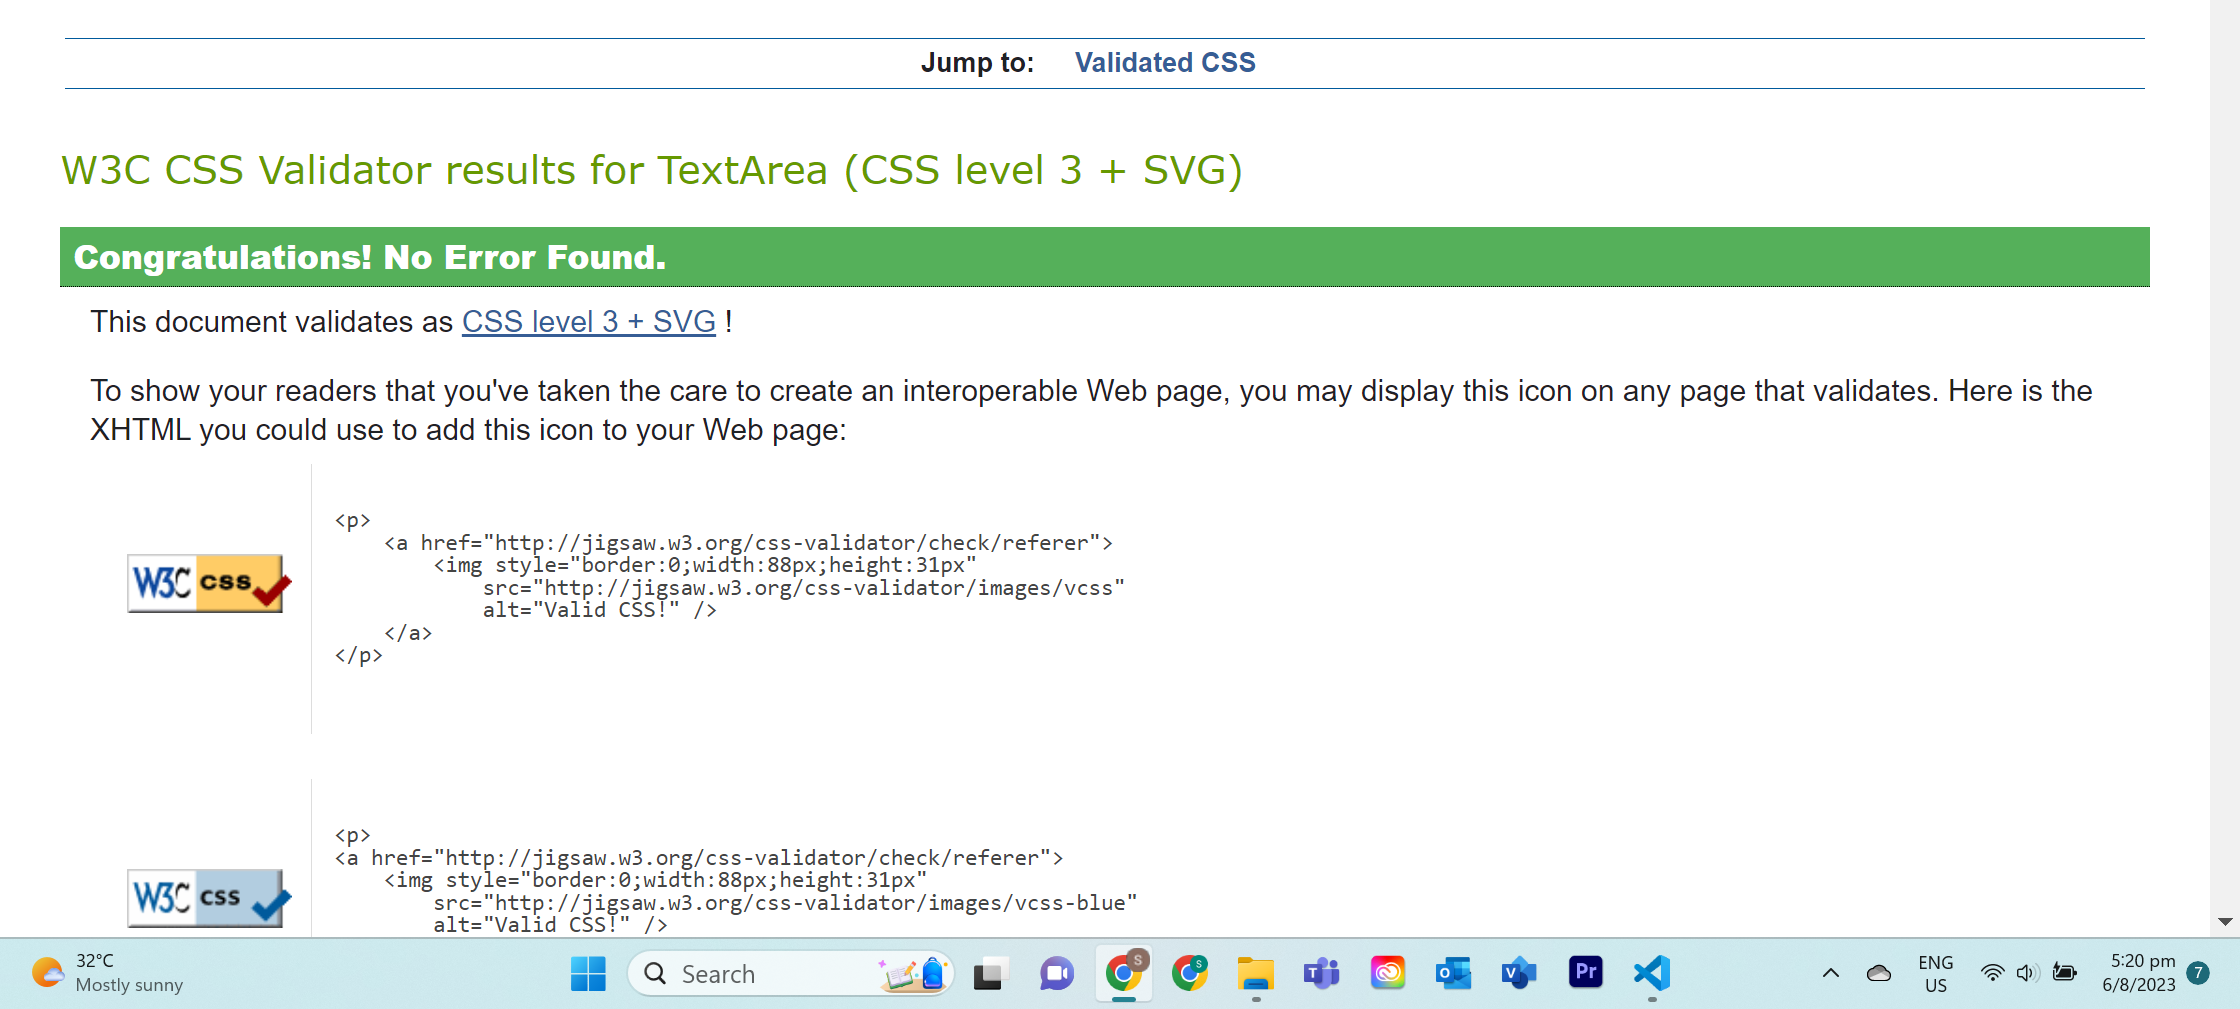 Jump to: Validated CSS
W3C CSS Validator results for TextArea (CSS level 3 + SVG)
Congratulations! No Error Found.
This document validates as CSS level 3 + SVG !
To show your readers that you've taken the care to create an interoperable Web page, you may display this icon on any page that validates. Here is the
XHTML you could use to add this icon to your Web page:
W3C css
<p>
<a href="http://jigsaw.w3.org/css-validator/check/referer">
<img style="border:0;width:88px;height:31px"
src="http://jigsaw.w3.org/css-validator/images/vcss"
alt="Valid CSS!" />
</a>
</p>
W3C css
<p>
<a href="http://jigsaw.w3.org/css-validator/check/referer">
<img style="border:0;width:88px;height:31px"
src="http://jigsaw.w3.org/css-validator/images/vcss-blue"
alt="Valid CSS!" />
32°C
Mostly sunny
Search
S
S
T
O
V
Pr
ENG
US
5:20 pm
6/8/2023
7